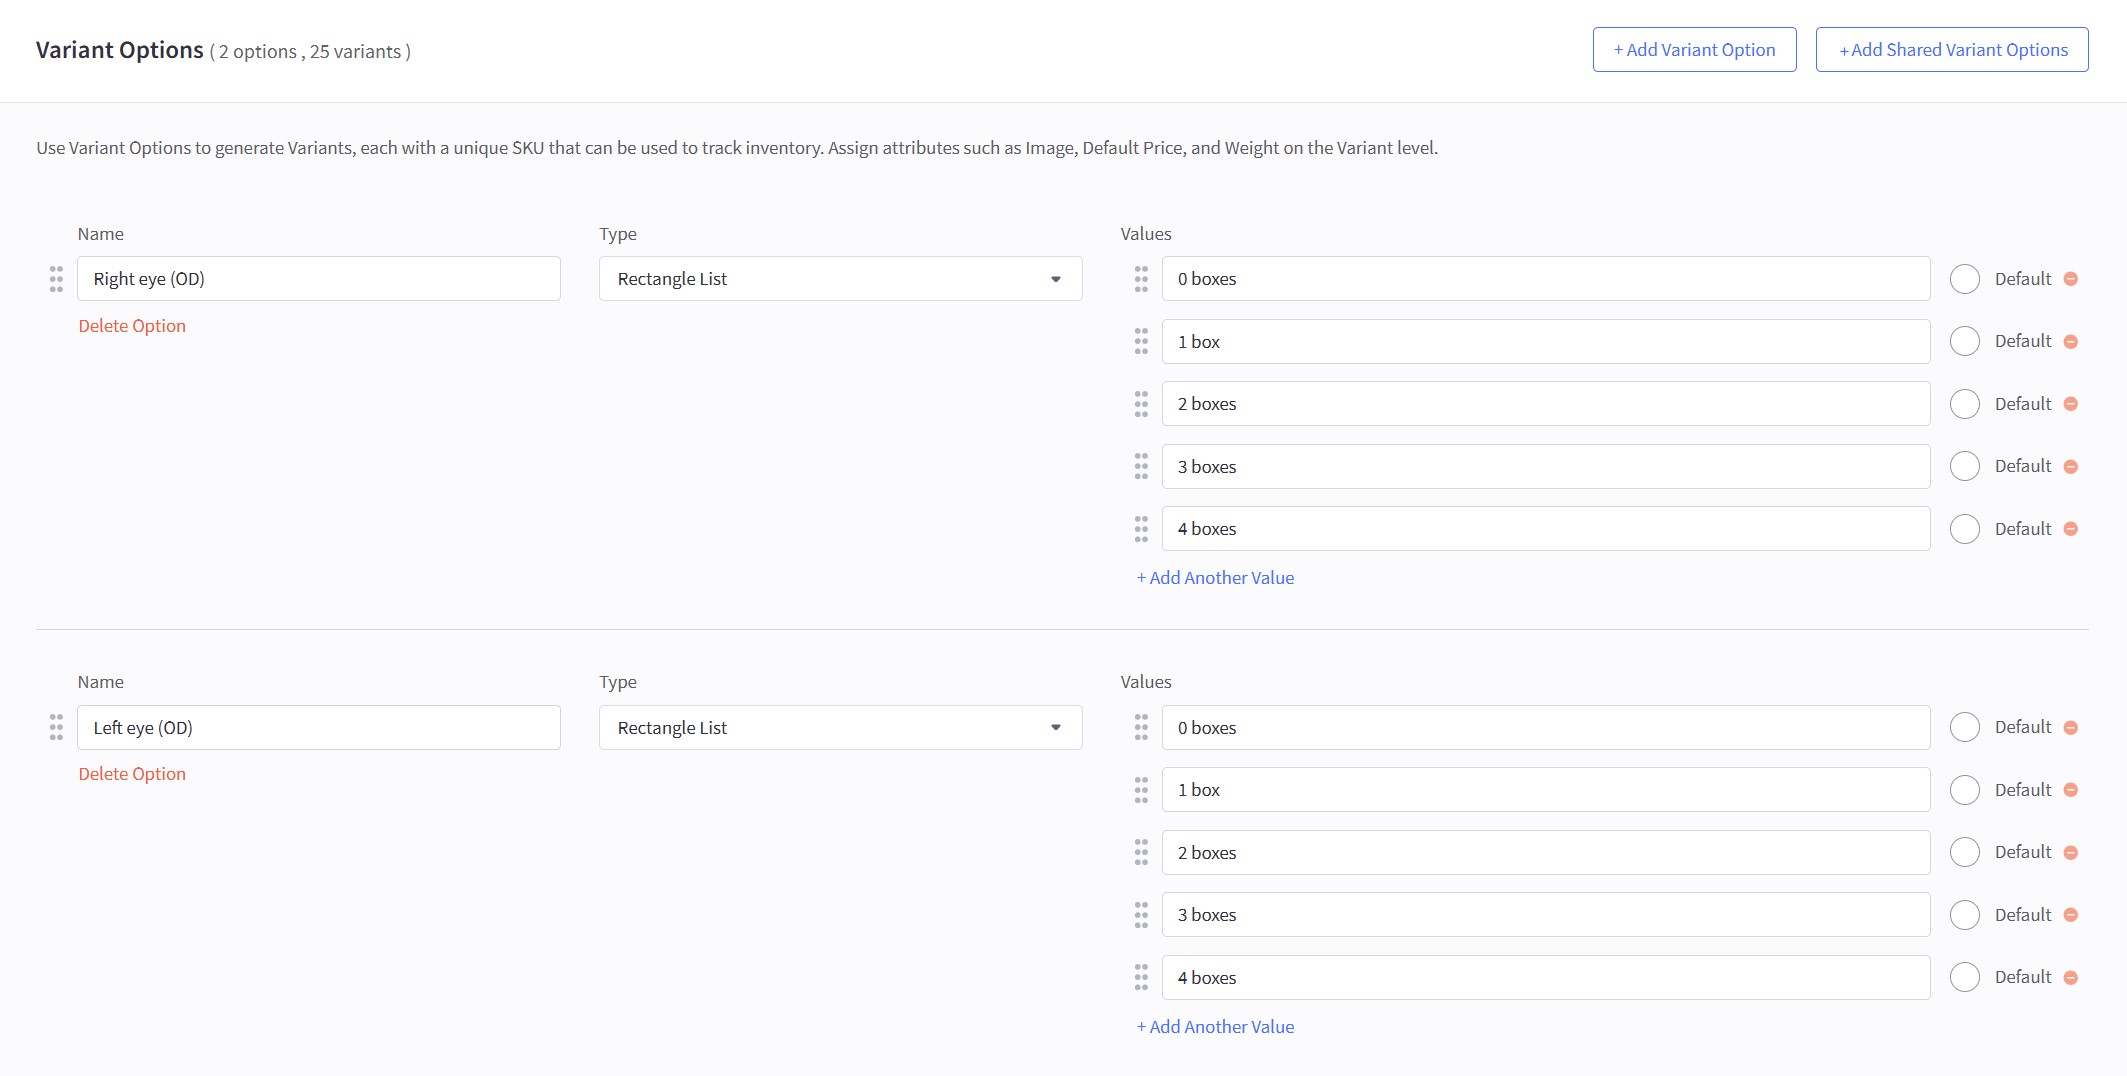 Variant Options ( 2 options , 25 variants )
+ Add Variant Option
+ Add Shared Variant Options
Use Variant Options to generate Variants, each with a unique SKU that can be used to track inventory. Assign attributes such as Image, Default Price, and Weight on the Variant level.
Name
Type
Values
Right eye (OD)
Rectangle List
0 boxes
Default
Delete Option
1 box
Default
2 boxes
Default
3 boxes
Default
4 boxes
Default
+ Add Another Value
Name
Type
Values
Left eye (OD)
Rectangle List
0 boxes
Default
Delete Option
1 box
Default
2 boxes
Default
3 boxes
Default
4 boxes
Default
+ Add Another Value